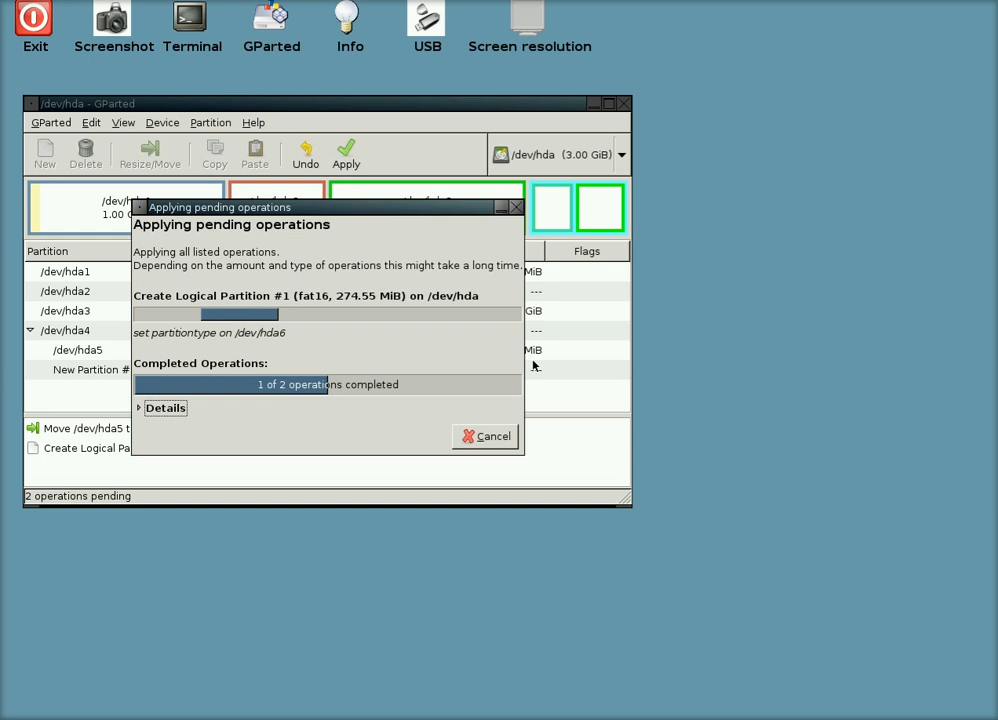 Exit
Screenshot
Terminal
GParted
Info
USB
Screen resolution
/dev/hda - GParted
GParted Edit View Device Partition Help
New Delete Resize/Move Copy Paste Undo Apply
/dev/hda (3.00 GiB)
1.00
Applying pending operations
Applying pending operations
Applying all listed operations.
Depending on the amount and type of operations this might take a long time.
Create Logical Partition #1 (fat16, 274.55 MiB) on /dev/hda
set partitiontype on /dev/hda6
Completed Operations:
1 of 2 operations completed
Details
Cancel
Partition Flags
/dev/hda1 MiB
/dev/hda2 ---
/dev/hda3 GiB
/dev/hda4 ---
/dev/hda5 MiB
New Partition # ---
Move /dev/hda5 t
Create Logical Pa
2 operations pending